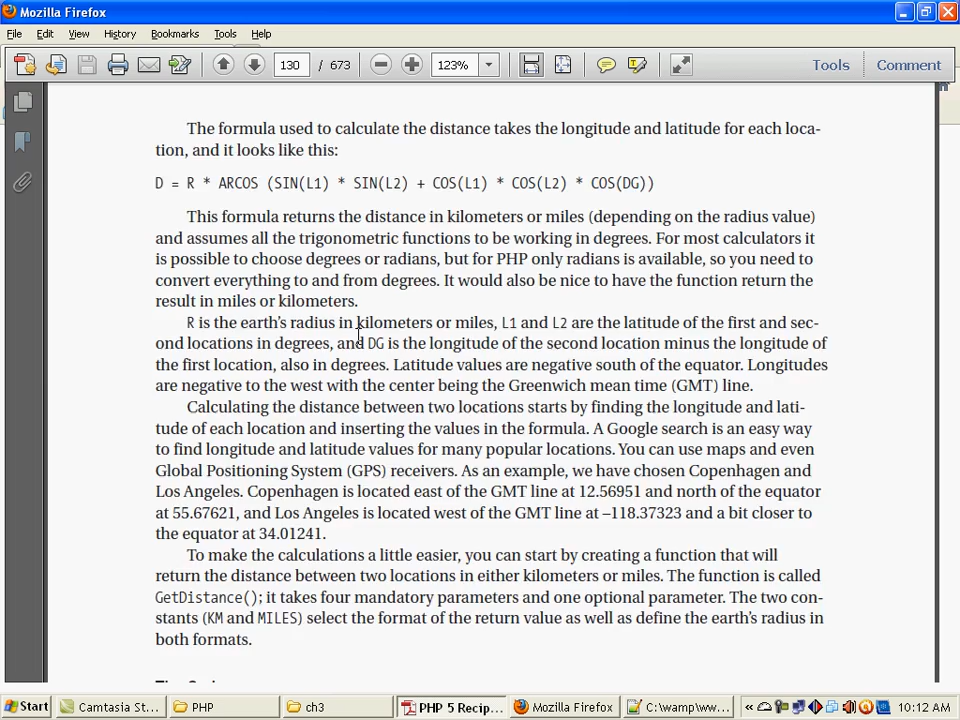 Mozilla Firefox
File Edit View History Bookmarks Tools Help
130 / 673 123% Tools Comment
The formula used to calculate the distance takes the longitude and latitude for each loca-
tion, and it looks like this:
D = R * ARCOS (SIN(L1) * SIN(L2) + COS(L1) * COS(L2) * COS(DG))
This formula returns the distance in kilometers or miles (depending on the radius value)
and assumes all the trigonometric functions to be working in degrees. For most calculators it
is possible to choose degrees or radians, but for PHP only radians is available, so you need to
convert everything to and from degrees. It would also be nice to have the function return the
result in miles or kilometers.
R is the earth's radius in kilometers or miles, L1 and L2 are the latitude of the first and sec-
ond locations in degrees, and DG is the longitude of the second location minus the longitude of
the first location, also in degrees. Latitude values are negative south of the equator. Longitudes
are negative to the west with the center being the Greenwich mean time (GMT) line.
Calculating the distance between two locations starts by finding the longitude and lati-
tude of each location and inserting the values in the formula. A Google search is an easy way
to find longitude and latitude values for many popular locations. You can use maps and even
Global Positioning System (GPS) receivers. As an example, we have chosen Copenhagen and
Los Angeles. Copenhagen is located east of the GMT line at 12.56951 and north of the equator
at 55.67621, and Los Angeles is located west of the GMT line at –118.37323 and a bit closer to
the equator at 34.01241.
To make the calculations a little easier, you can start by creating a function that will
return the distance between two locations in either kilometers or miles. The function is called
GetDistance(); it takes four mandatory parameters and one optional parameter. The two con-
stants (KM and MILES) select the format of the return value as well as define the earth's radius in
both formats.
Start Camtasia St... PHP ch3 PHP 5 Recip... Mozilla Firefox C:\wamp\ww... 10:12 AM